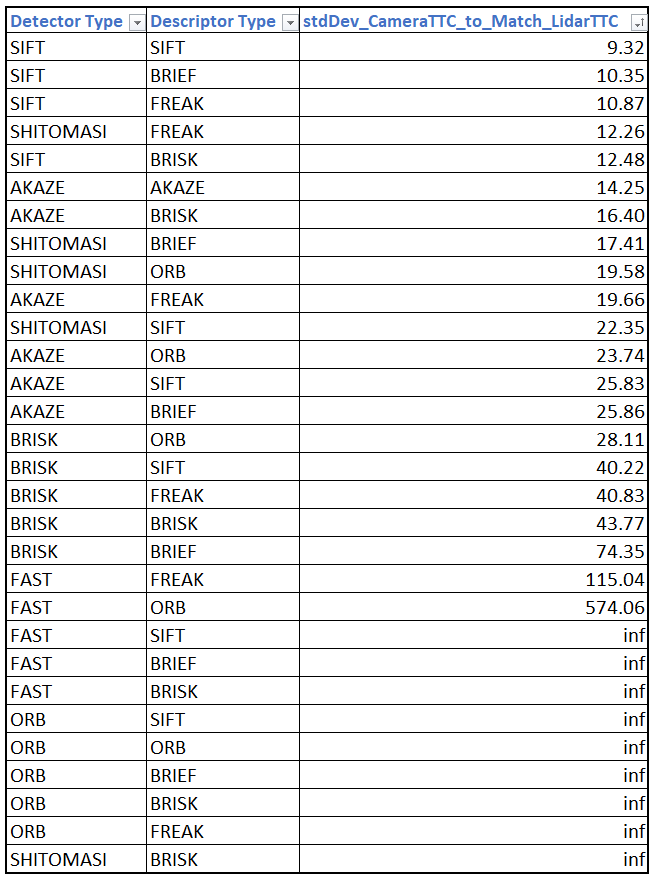 Detector Type Descriptor Type stdDev_CameraTTC_to_Match_LidarTTC
SIFT SIFT 9.32
SIFT BRIEF 10.35
SIFT FREAK 10.87
SHITOMASI FREAK 12.26
SIFT BRISK 12.48
AKAZE AKAZE 14.25
AKAZE BRISK 16.40
SHITOMASI BRIEF 17.41
SHITOMASI ORB 19.58
AKAZE FREAK 19.66
SHITOMASI SIFT 22.35
AKAZE ORB 23.74
AKAZE SIFT 25.83
AKAZE BRIEF 25.86
BRISK ORB 28.11
BRISK SIFT 40.22
BRISK FREAK 40.83
BRISK BRISK 43.77
BRISK BRIEF 74.35
FAST FREAK 115.04
FAST ORB 574.06
FAST SIFT inf
FAST BRIEF inf
FAST BRISK inf
ORB SIFT inf
ORB ORB inf
ORB BRIEF inf
ORB BRISK inf
ORB FREAK inf
SHITOMASI BRISK inf